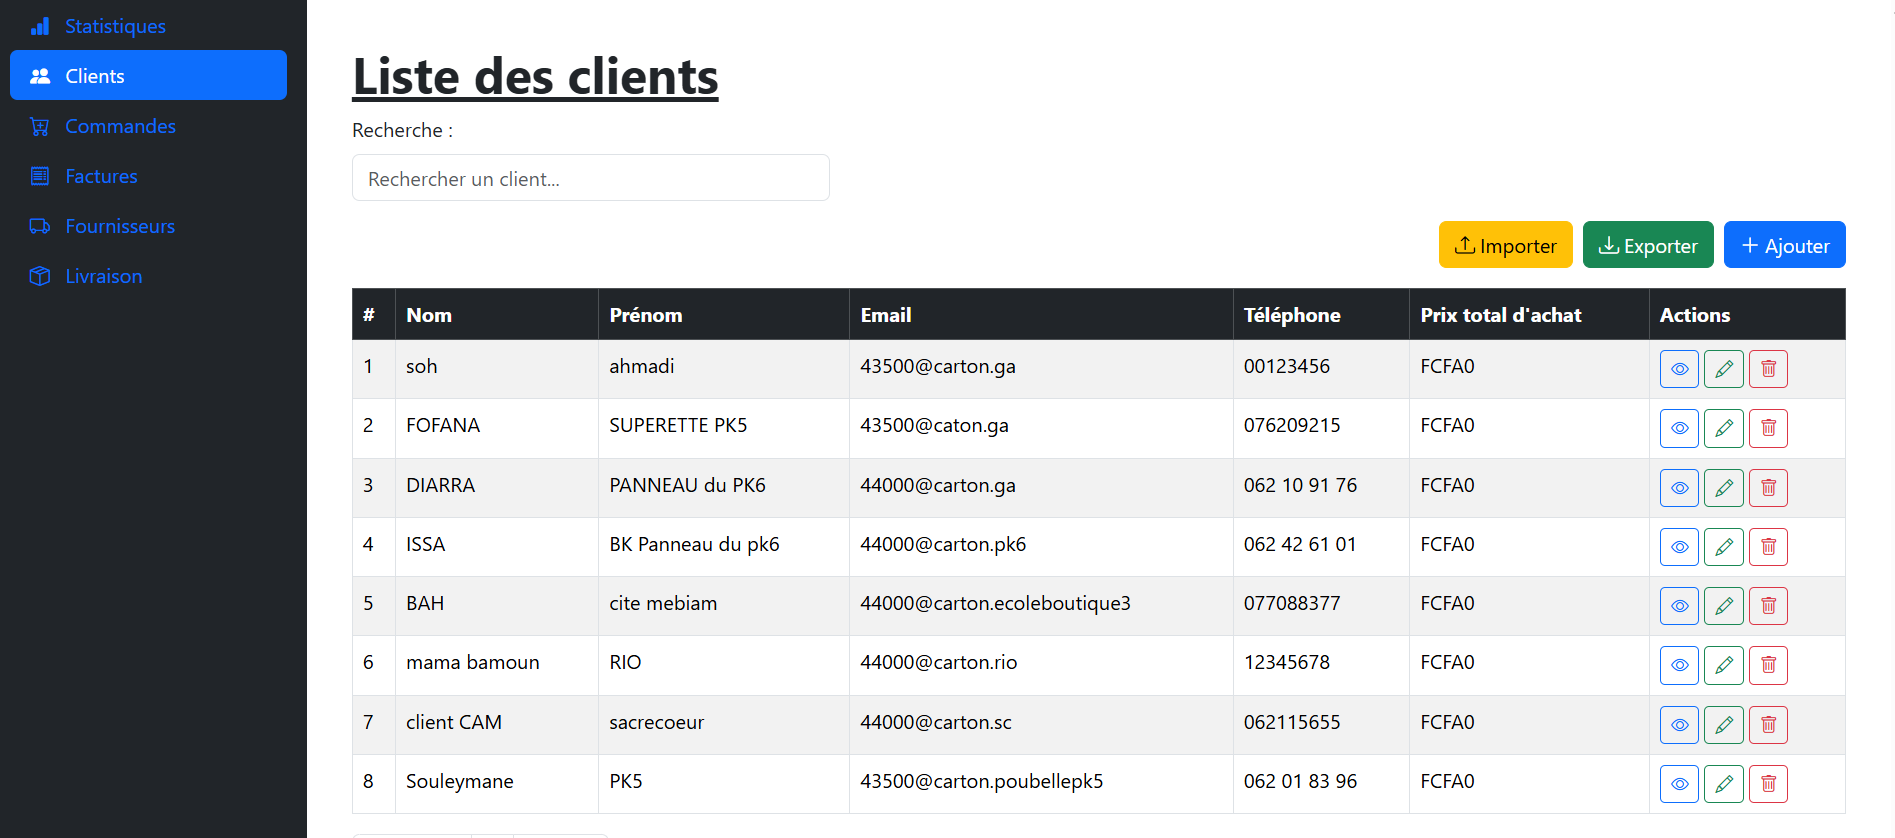 Statistiques
Clients
Commandes
Factures
Fournisseurs
Livraison
Liste des clients
Recherche :
Rechercher un client...
Importer Exporter Ajouter
# Nom Prénom Email Téléphone Prix total d'achat Actions
1 soh ahmadi 43500@carton.ga 00123456 FCFA0
2 FOFANA SUPERETTE PK5 43500@caton.ga 076209215 FCFA0
3 DIARRA PANNEAU du PK6 44000@carton.ga 062 10 91 76 FCFA0
4 ISSA BK Panneau du pk6 44000@carton.pk6 062 42 61 01 FCFA0
5 BAH cite mebiam 44000@carton.ecoleboutique3 077088377 FCFA0
6 mama bamoun RIO 44000@carton.rio 12345678 FCFA0
7 client CAM sacrecoeur 44000@carton.sc 062115655 FCFA0
8 Souleymane PK5 43500@carton.poubellepk5 062 01 83 96 FCFA0